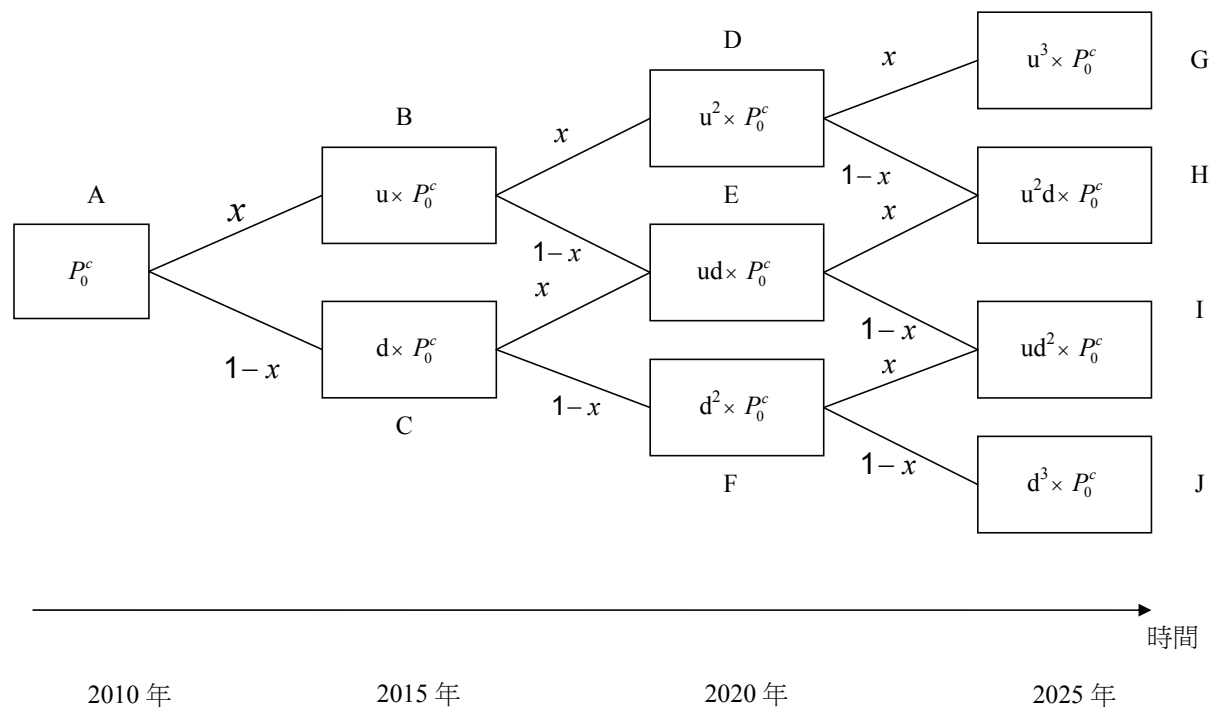 D
u³ × P₀ᶜ
G
x
B
u² × P₀ᶜ
x
1− x
H
A
u × P₀ᶜ
E
u²d × P₀ᶜ
x
x
P₀ᶜ
1− x
ud × P₀ᶜ
x
I
1− x
d × P₀ᶜ
1− x
ud² × P₀ᶜ
x
1− x
d² × P₀ᶜ
C
1− x
F
d³ × P₀ᶜ
J
時間
2010 年
2015 年
2020 年
2025 年